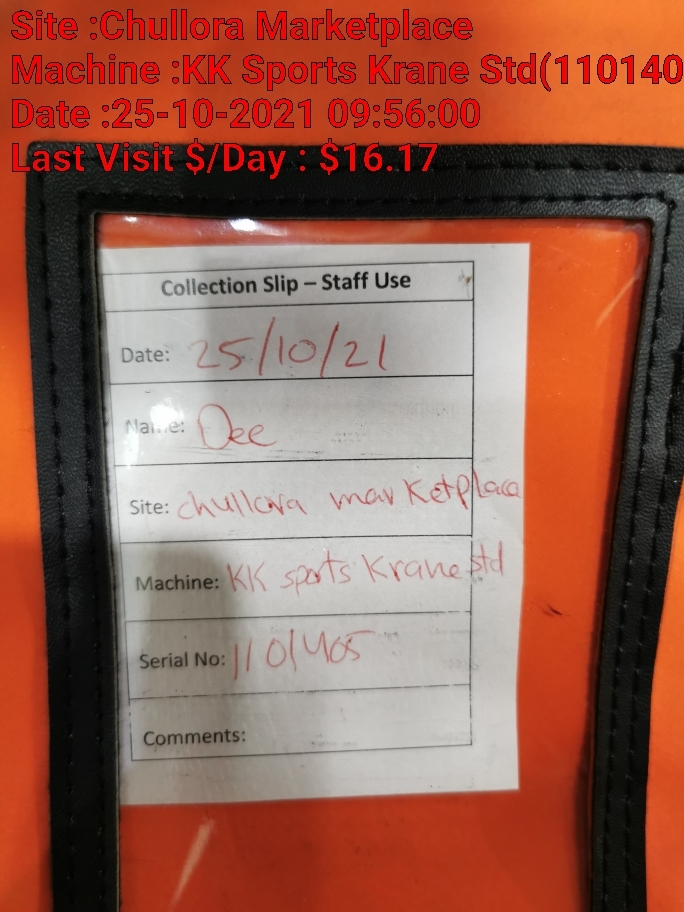 Site :Chullora Marketplace
Machine :KK Sports Krane Std(110140
Date :25-10-2021 09:56:00
Last Visit $/Day : $16.17
Collection Slip – Staff Use
Date: 25/10/21
Name: Dee
Site: chullora marketplace
Machine: KK sports Krane std
Serial No: 1101405
Comments: